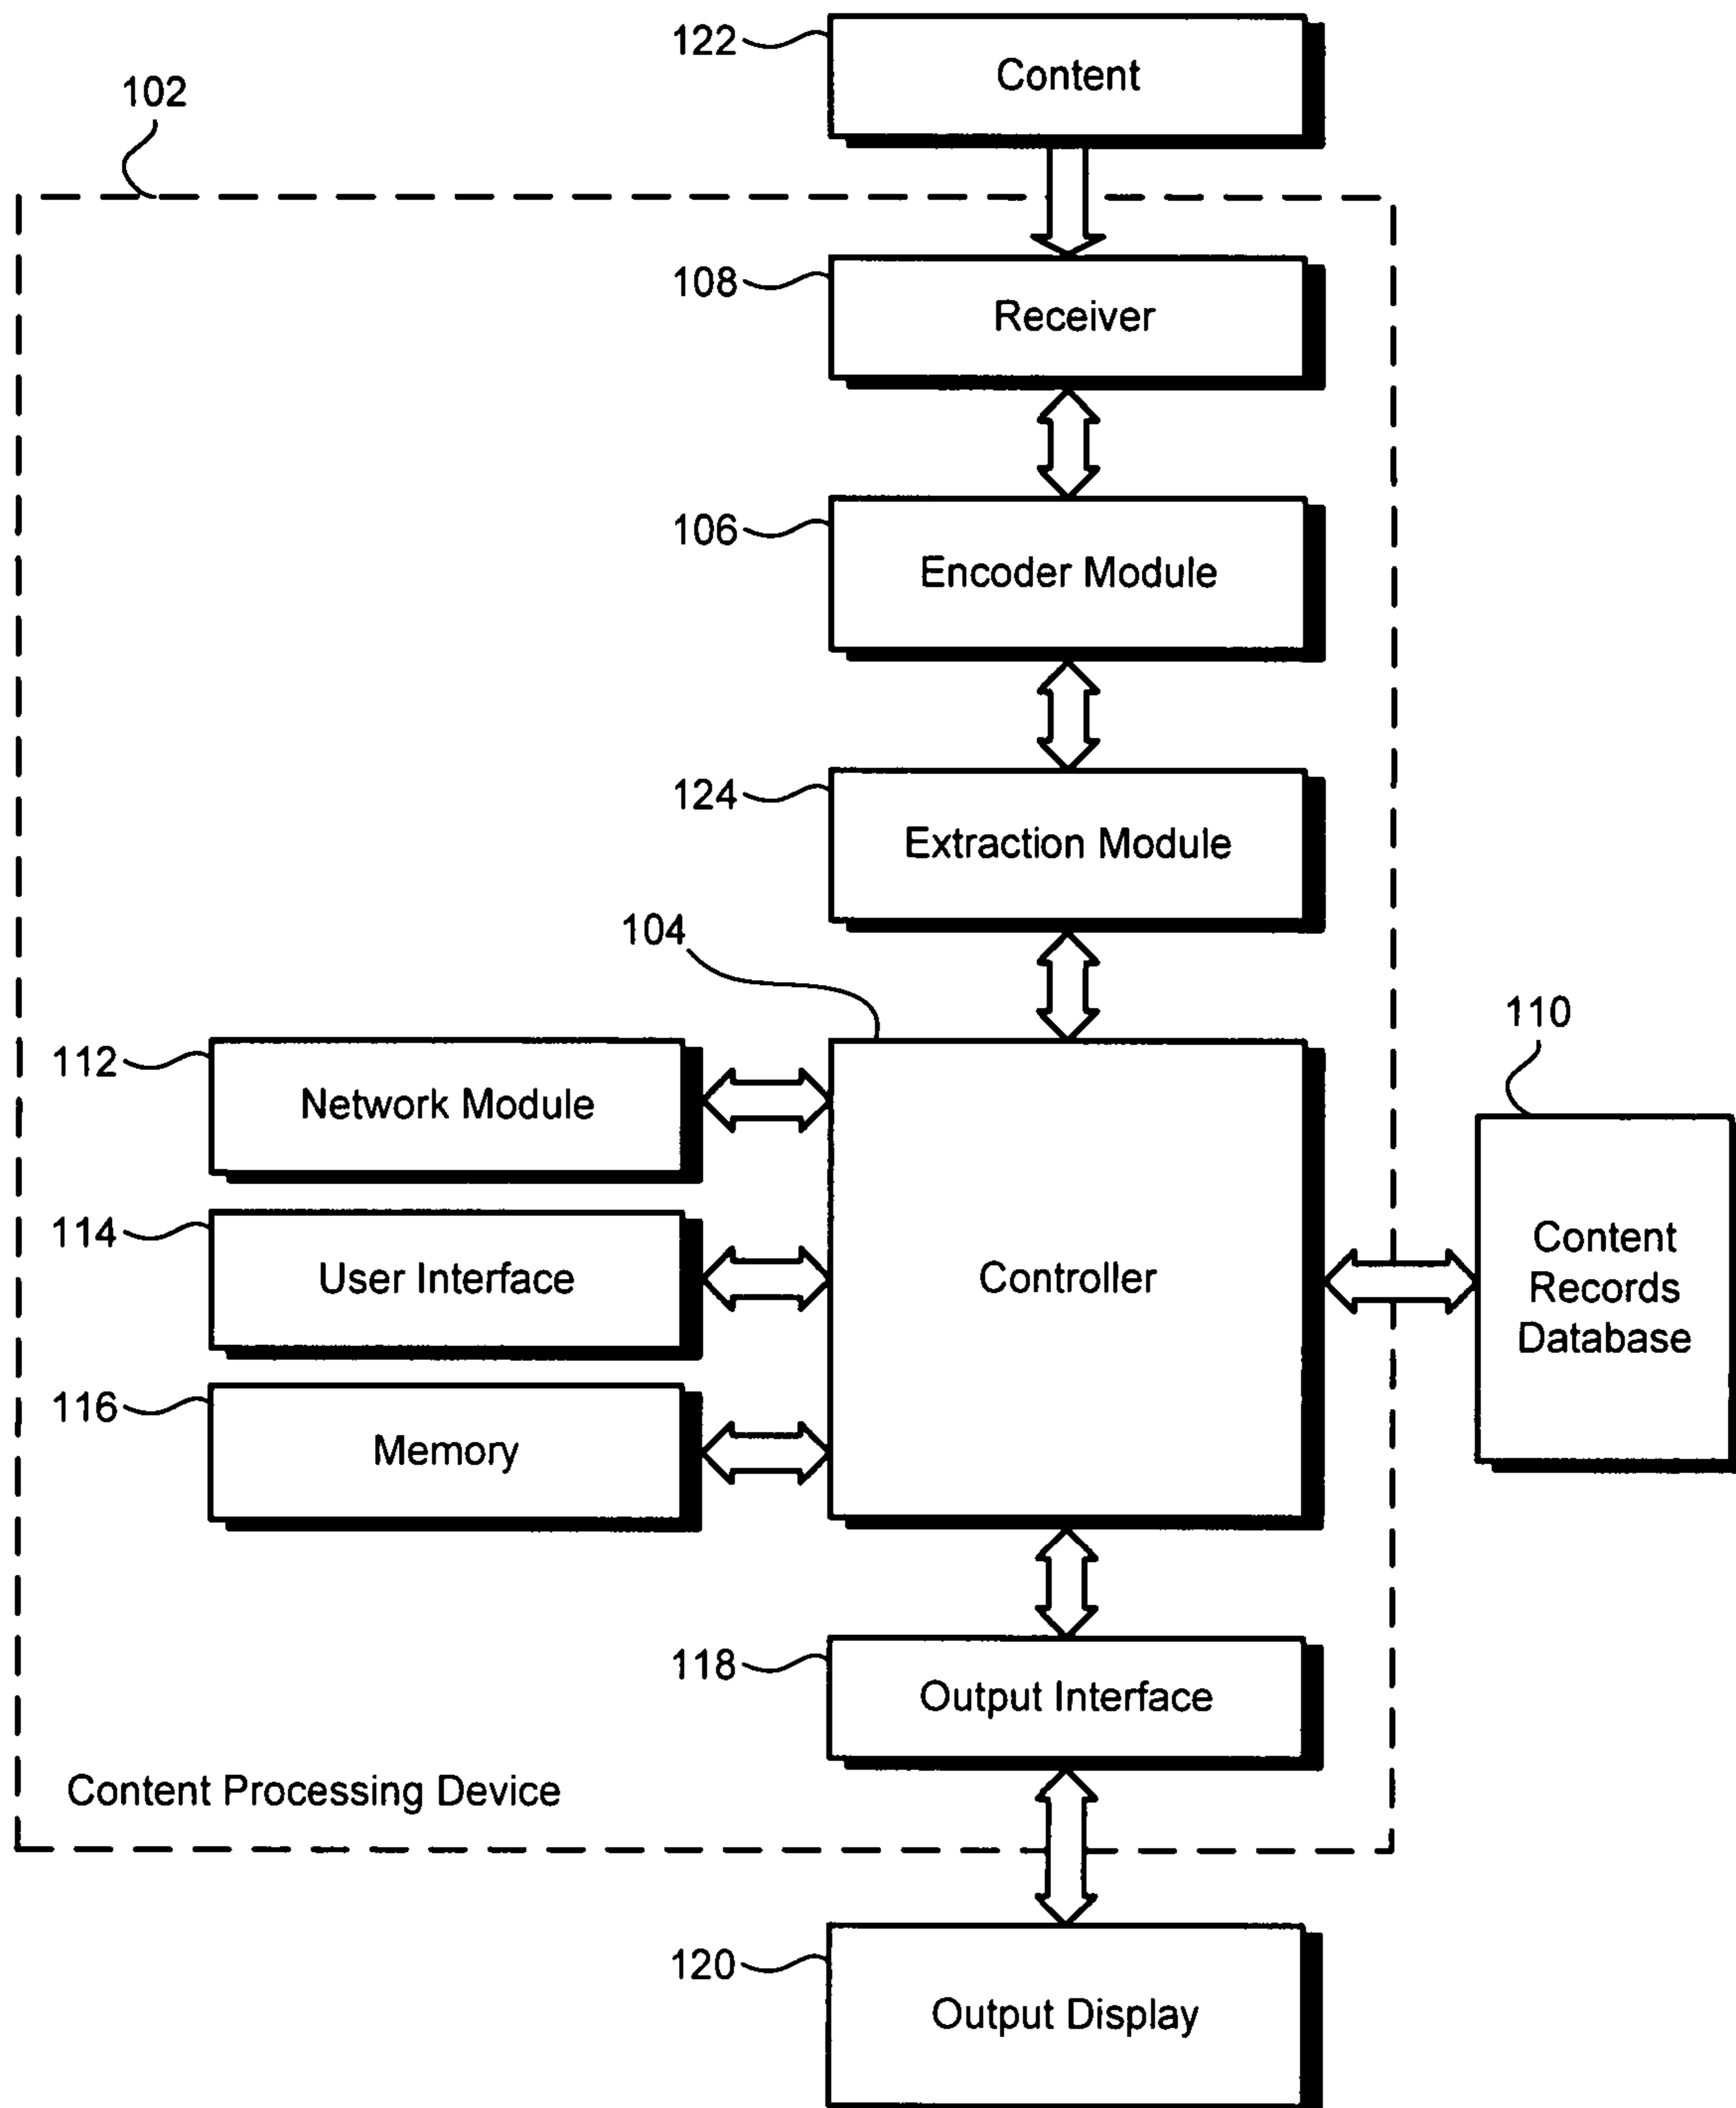 122
Content
102
108
Receiver
106
Encoder Module
124
Extraction Module
104
110
112
Network Module
114
User Interface
Controller
Content
Records
Database
116
Memory
118
Output Interface
Content Processing Device
120
Output Display